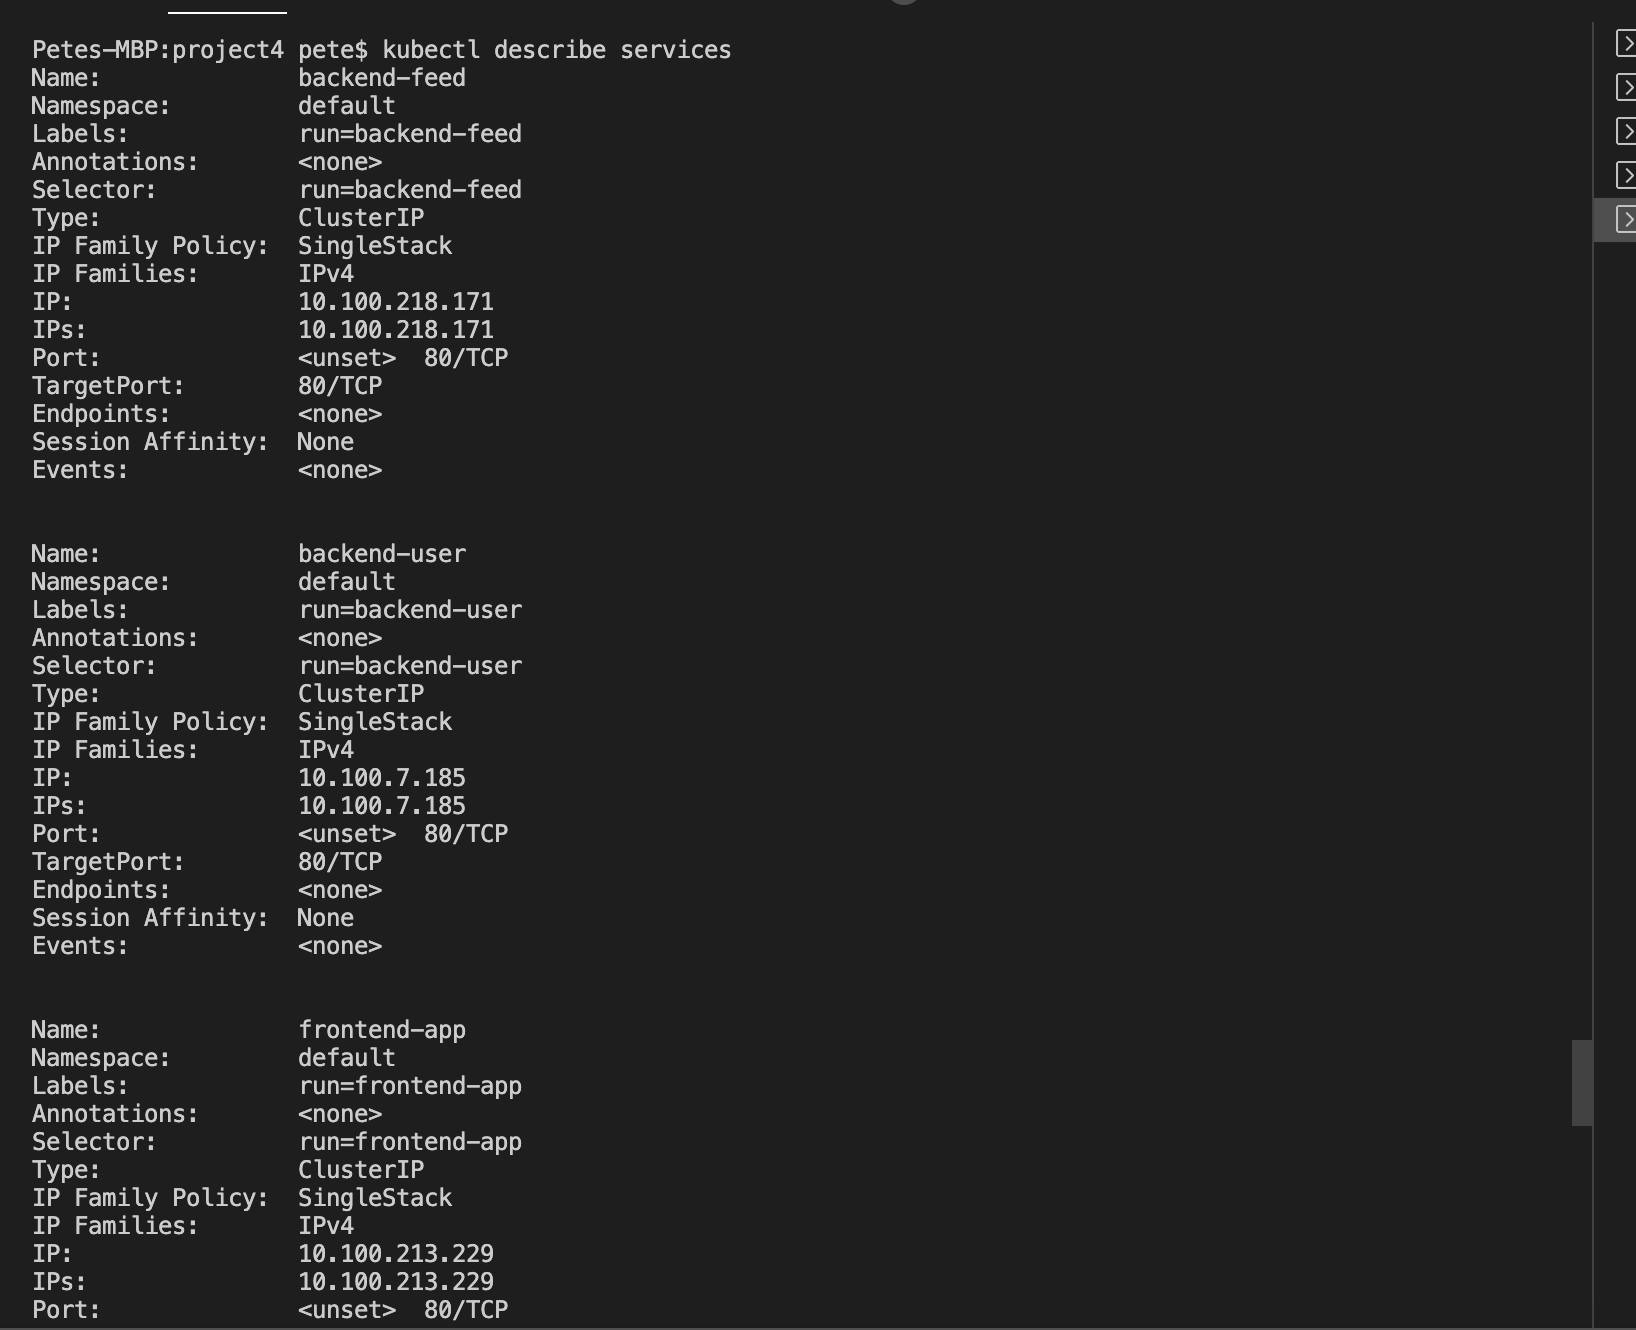 Petes-MBP:project4 pete$ kubectl describe services
Name:              backend-feed
Namespace:         default
Labels:            run=backend-feed
Annotations:       <none>
Selector:          run=backend-feed
Type:              ClusterIP
IP Family Policy:  SingleStack
IP Families:       IPv4
IP:                10.100.218.171
IPs:               10.100.218.171
Port:              <unset>  80/TCP
TargetPort:        80/TCP
Endpoints:         <none>
Session Affinity:  None
Events:            <none>

Name:              backend-user
Namespace:         default
Labels:            run=backend-user
Annotations:       <none>
Selector:          run=backend-user
Type:              ClusterIP
IP Family Policy:  SingleStack
IP Families:       IPv4
IP:                10.100.7.185
IPs:               10.100.7.185
Port:              <unset>  80/TCP
TargetPort:        80/TCP
Endpoints:         <none>
Session Affinity:  None
Events:            <none>

Name:              frontend-app
Namespace:         default
Labels:            run=frontend-app
Annotations:       <none>
Selector:          run=frontend-app
Type:              ClusterIP
IP Family Policy:  SingleStack
IP Families:       IPv4
IP:                10.100.213.229
IPs:               10.100.213.229
Port:              <unset>  80/TCP